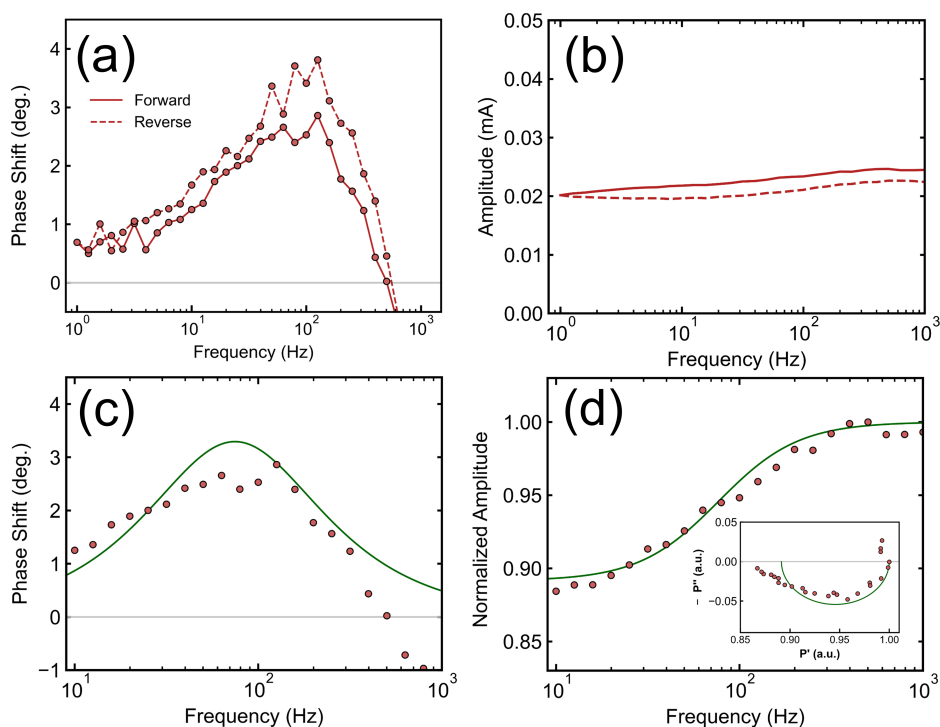 (a)
Phase Shift (deg.)
4
3
2
1
0
Forward
Reverse
10⁰
10¹
10²
10³
Frequency (Hz)
(b)
Amplitude (mA)
0.05
0.04
0.03
0.02
0.01
0.00
10⁰
10¹
10²
10³
Frequency (Hz)
(c)
Phase Shift (deg.)
4
3
2
1
0
−1
10¹
10²
10³
Frequency (Hz)
(d)
Normalized Amplitude
1.00
0.95
0.90
0.85
10¹
10²
10³
Frequency (Hz)
− P'' (a.u.)
0.05
0.00
−0.05
0.85
0.90
0.95
1.00
P' (a.u.)